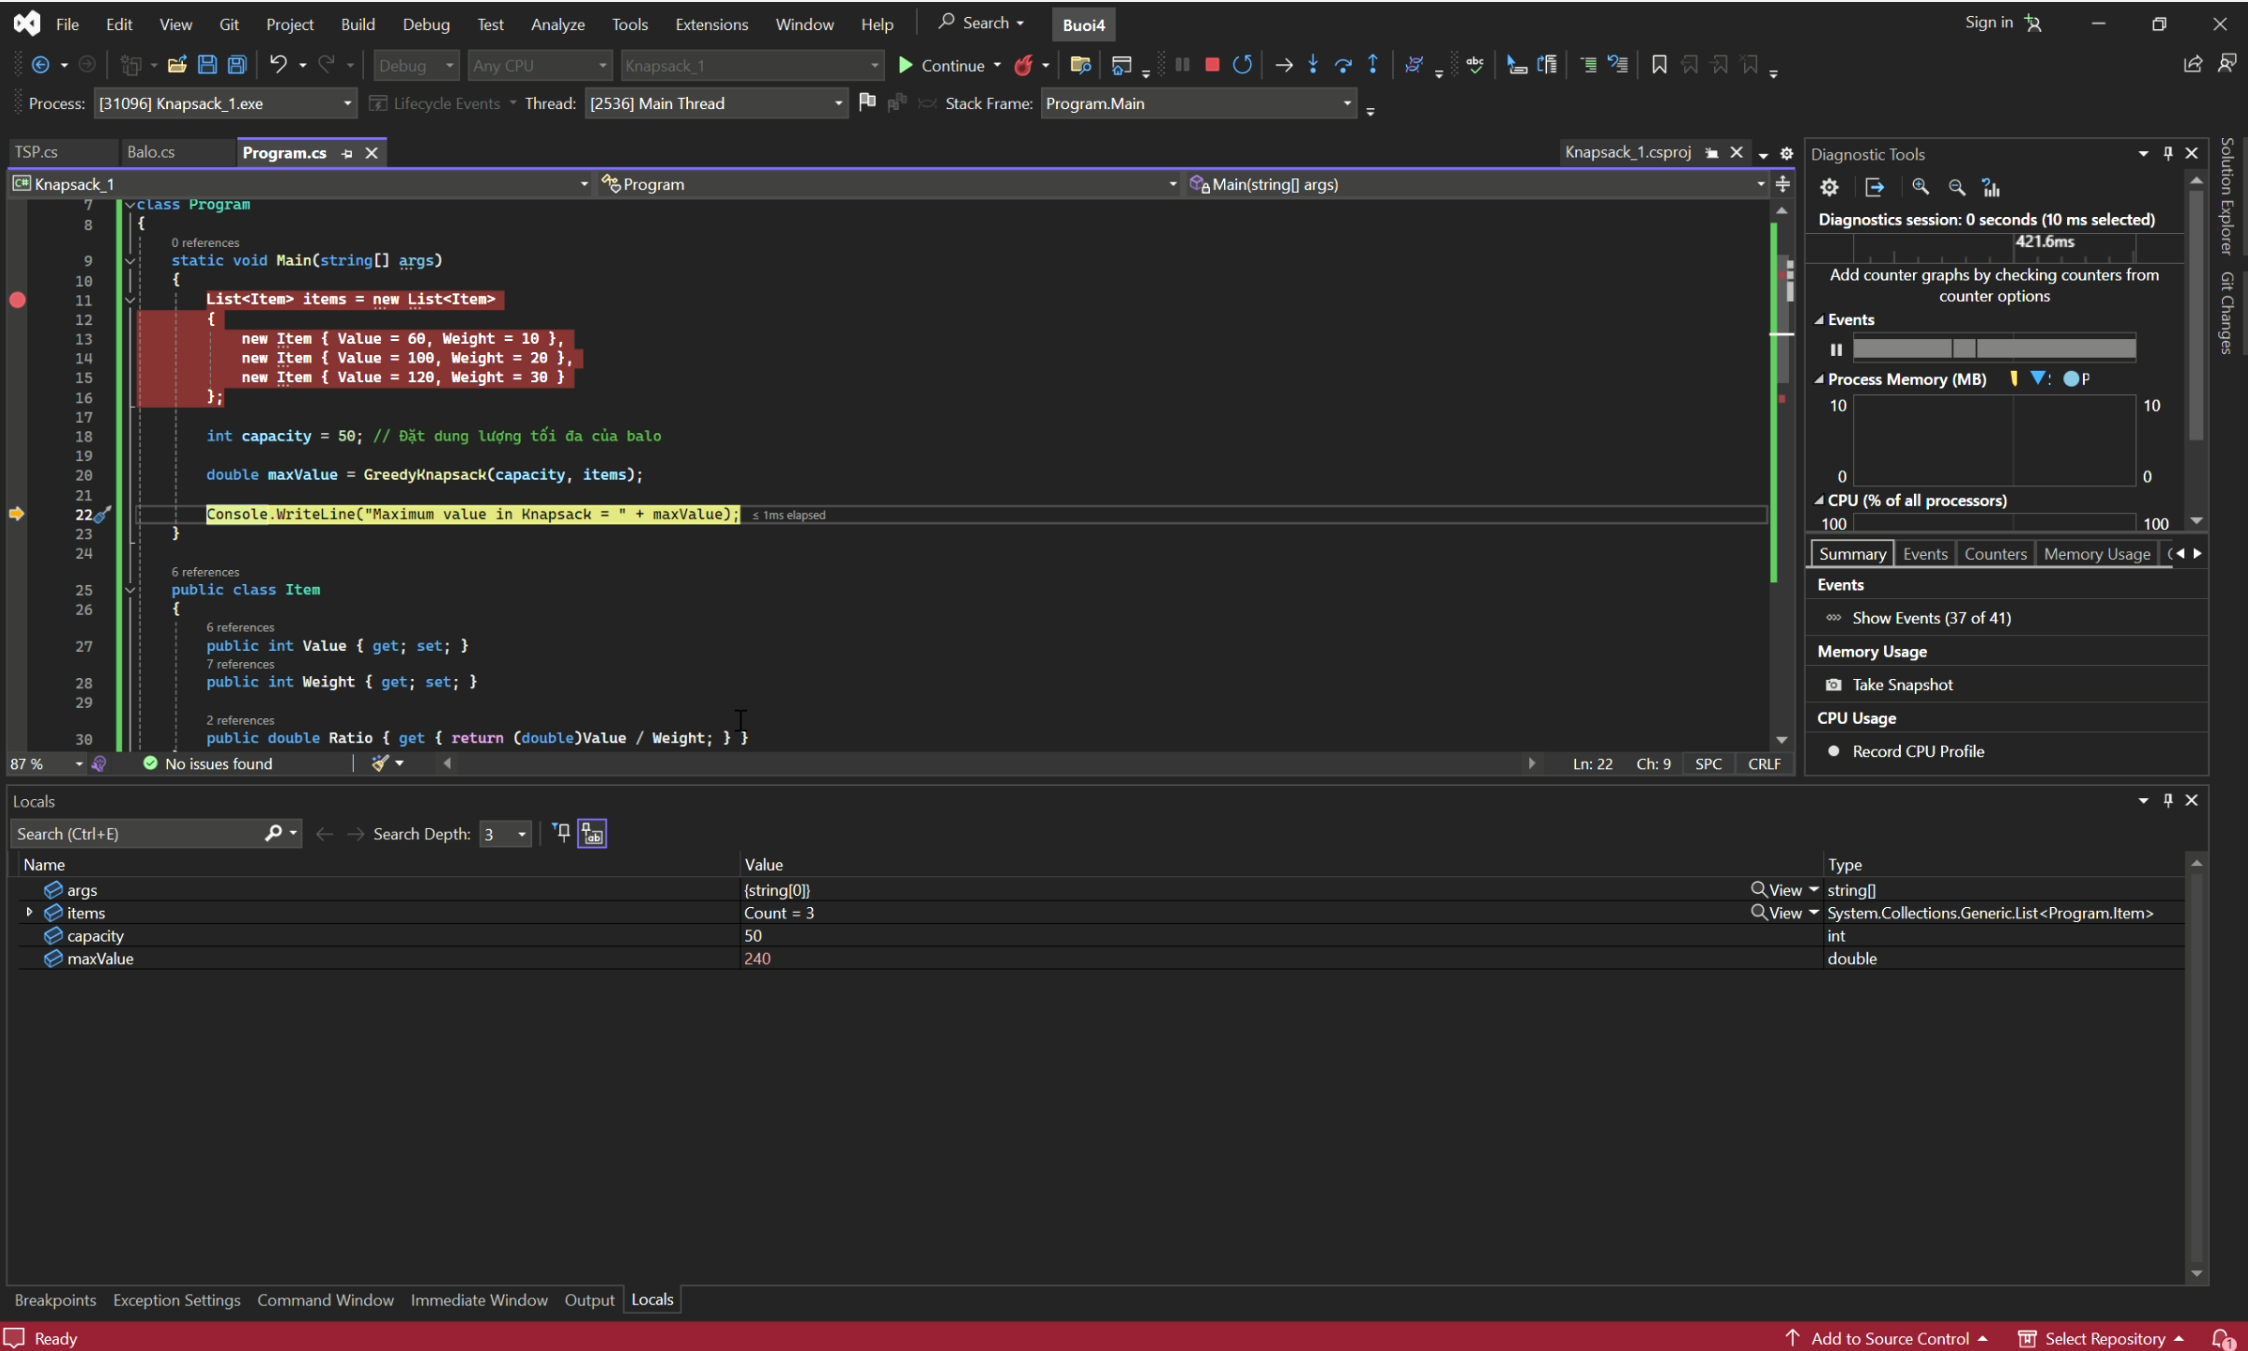 File Edit View Git Project Build Debug Test Analyze Tools Extensions Window Help Search Buoi4 Sign in
Debug Any CPU Knapsack_1 Continue
Process: [31096] Knapsack_1.exe Lifecycle Events Thread: [2536] Main Thread Stack Frame: Program.Main
TSP.cs Balo.cs Program.cs Knapsack_1.csproj
C# Knapsack_1 Program Main(string[] args)
7 class Program
8 {
0 references
9 static void Main(string[] args)
10 {
11 List<Item> items = new List<Item>
12 {
13 new Item { Value = 60, Weight = 10 },
14 new Item { Value = 100, Weight = 20 },
15 new Item { Value = 120, Weight = 30 }
16 };
17
18 int capacity = 50; // Đặt dung lượng tối đa của balo
19
20 double maxValue = GreedyKnapsack(capacity, items);
21
22 Console.WriteLine("Maximum value in Knapsack = " + maxValue); ≤ 1ms elapsed
23 }
24
6 references
25 public class Item
26 {
6 references
27 public int Value { get; set; }
7 references
28 public int Weight { get; set; }
29
2 references
30 public double Ratio { get { return (double)Value / Weight; } }
87 % No issues found Ln: 22 Ch: 9 SPC CRLF
Diagnostic Tools
Diagnostics session: 0 seconds (10 ms selected)
421.6ms
Add counter graphs by checking counters from
counter options
Events
Process Memory (MB) P
10 10
0 0
CPU (% of all processors)
100 100
Summary Events Counters Memory Usage
Events
Show Events (37 of 41)
Memory Usage
Take Snapshot
CPU Usage
Record CPU Profile
Solution Explorer
Git Changes
Locals
Search (Ctrl+E) Search Depth: 3
Name Value Type
args {string[0]} View string[]
items Count = 3 View System.Collections.Generic.List<Program.Item>
capacity 50 int
maxValue 240 double
Breakpoints Exception Settings Command Window Immediate Window Output Locals
Ready Add to Source Control Select Repository 1